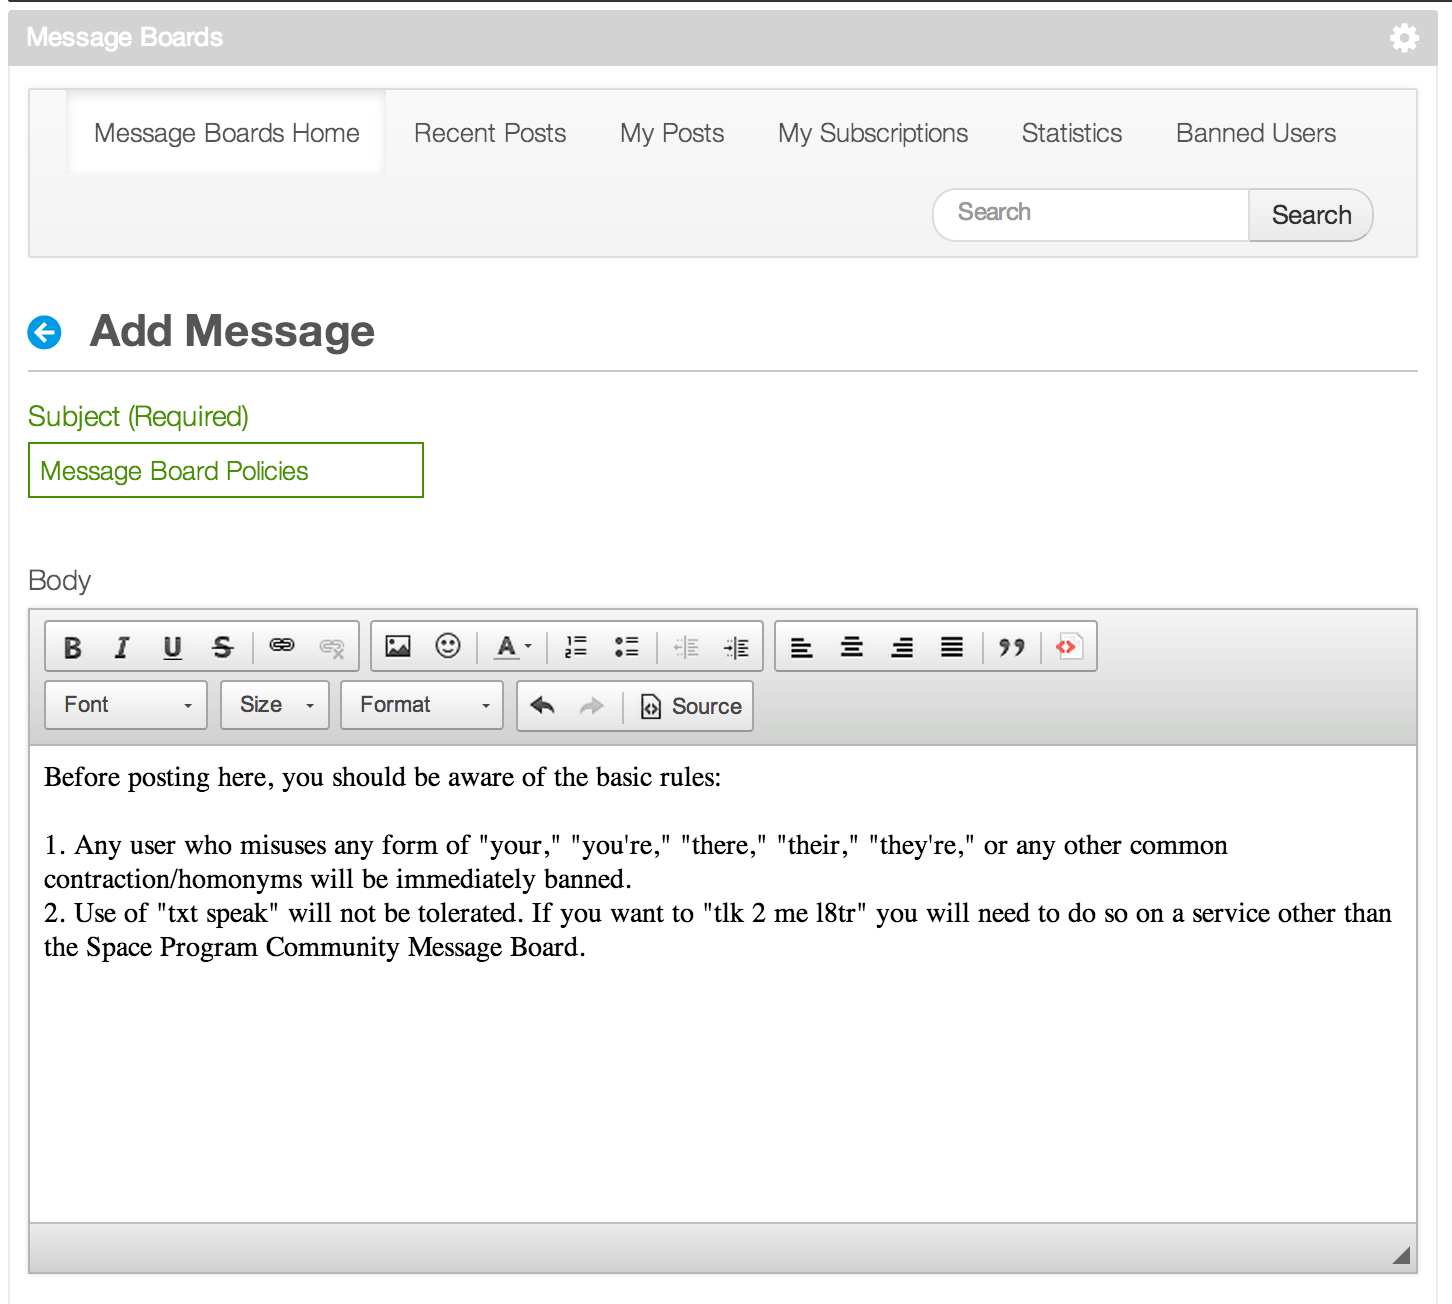 Message Boards
Message Boards Home Recent Posts My Posts My Subscriptions Statistics Banned Users
Search Search
Add Message
Subject (Required)
Message Board Policies
Body
B I U S A
Font Size Format Source
Before posting here, you should be aware of the basic rules:
1. Any user who misuses any form of "your," "you're," "there," "their," "they're," or any other common
contraction/homonyms will be immediately banned.
2. Use of "txt speak" will not be tolerated. If you want to "tlk 2 me l8tr" you will need to do so on a service other than
the Space Program Community Message Board.